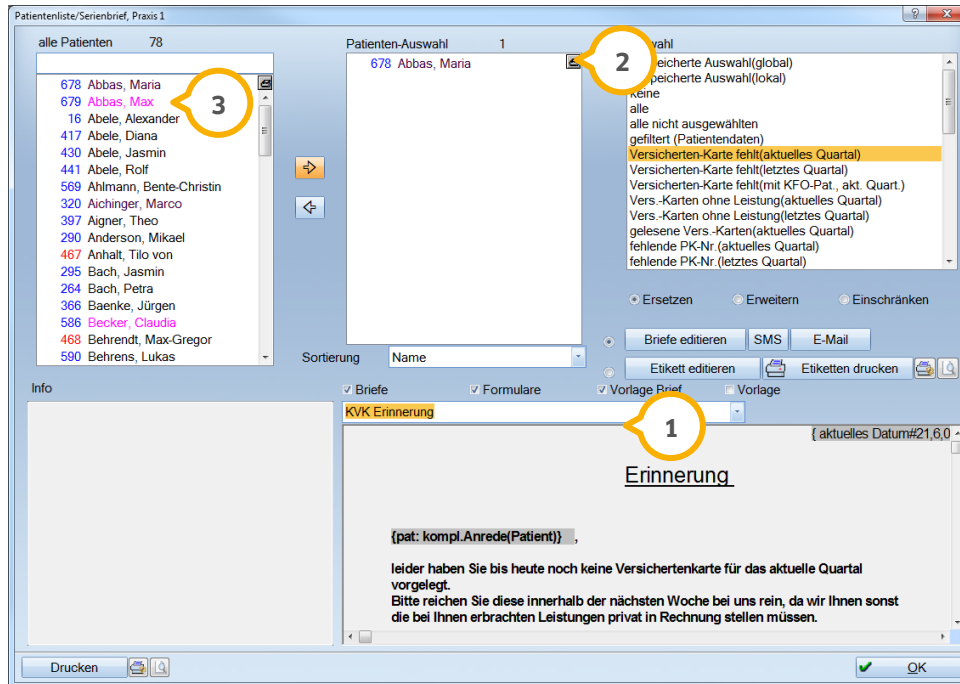 Patientenliste/Serienbrief, Praxis 1
alle Patienten 78
678 Abbas, Maria
679 Abbas, Max
16 Abele, Alexander
417 Abele, Diana
430 Abele, Jasmin
441 Abele, Rolf
569 Ahlmann, Bente-Christin
320 Aichinger, Marco
397 Aigner, Theo
290 Anderson, Mikael
467 Anhalt, Tilo von
295 Bach, Jasmin
264 Bach, Petra
366 Baenke, Jürgen
586 Becker, Claudia
468 Behrendt, Max-Gregor
590 Behrens, Lukas
3
Patienten-Auswahl 1
678 Abbas, Maria
2
wahl
peicherte Auswahl(global)
peicherte Auswahl(lokal)
keine
alle
alle nicht ausgewählten
gefiltert (Patientendaten)
Versicherten-Karte fehlt(aktuelles Quartal)
Versicherten-Karte fehlt(letztes Quartal)
Versicherten-Karte fehlt(mit KFO-Pat., akt. Quart.)
Vers.-Karten ohne Leistung(aktuelles Quartal)
Vers.-Karten ohne Leistung(letztes Quartal)
gelesene Vers.-Karten(aktuelles Quartal)
fehlende PK-Nr.(aktuelles Quartal)
fehlende PK-Nr.(letztes Quartal)
Ersetzen Erweitern Einschränken
Briefe editieren SMS E-Mail
Sortierung Name
Etikett editieren Etiketten drucken
Info
Briefe Formulare Vorlage Brief Vorlage
KVK Erinnerung
1
{ aktuelles Datum#21,6,0
Erinnerung
{pat: kompl.Anrede(Patient)} ,
leider haben Sie bis heute noch keine Versichertenkarte für das aktuelle Quartal
vorgelegt.
Bitte reichen Sie diese innerhalb der nächsten Woche bei uns rein, da wir Ihnen sonst
die bei Ihnen erbrachten Leistungen privat in Rechnung stellen müssen.
Drucken
OK